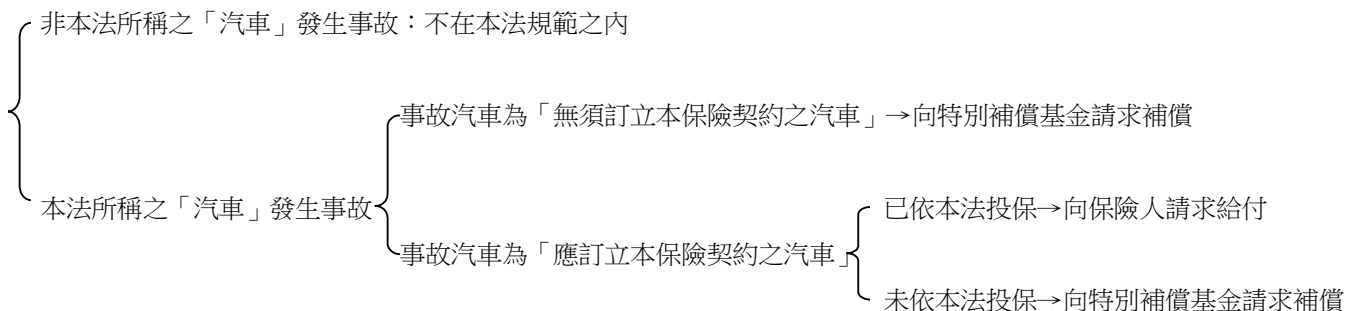 非本法所稱之「汽車」發生事故：不在本法規範之內
事故汽車為「無須訂立本保險契約之汽車」→向特別補償基金請求補償
本法所稱之「汽車」發生事故
已依本法投保→向保險人請求給付
事故汽車為「應訂立本保險契約之汽車」
未依本法投保→向特別補償基金請求補償